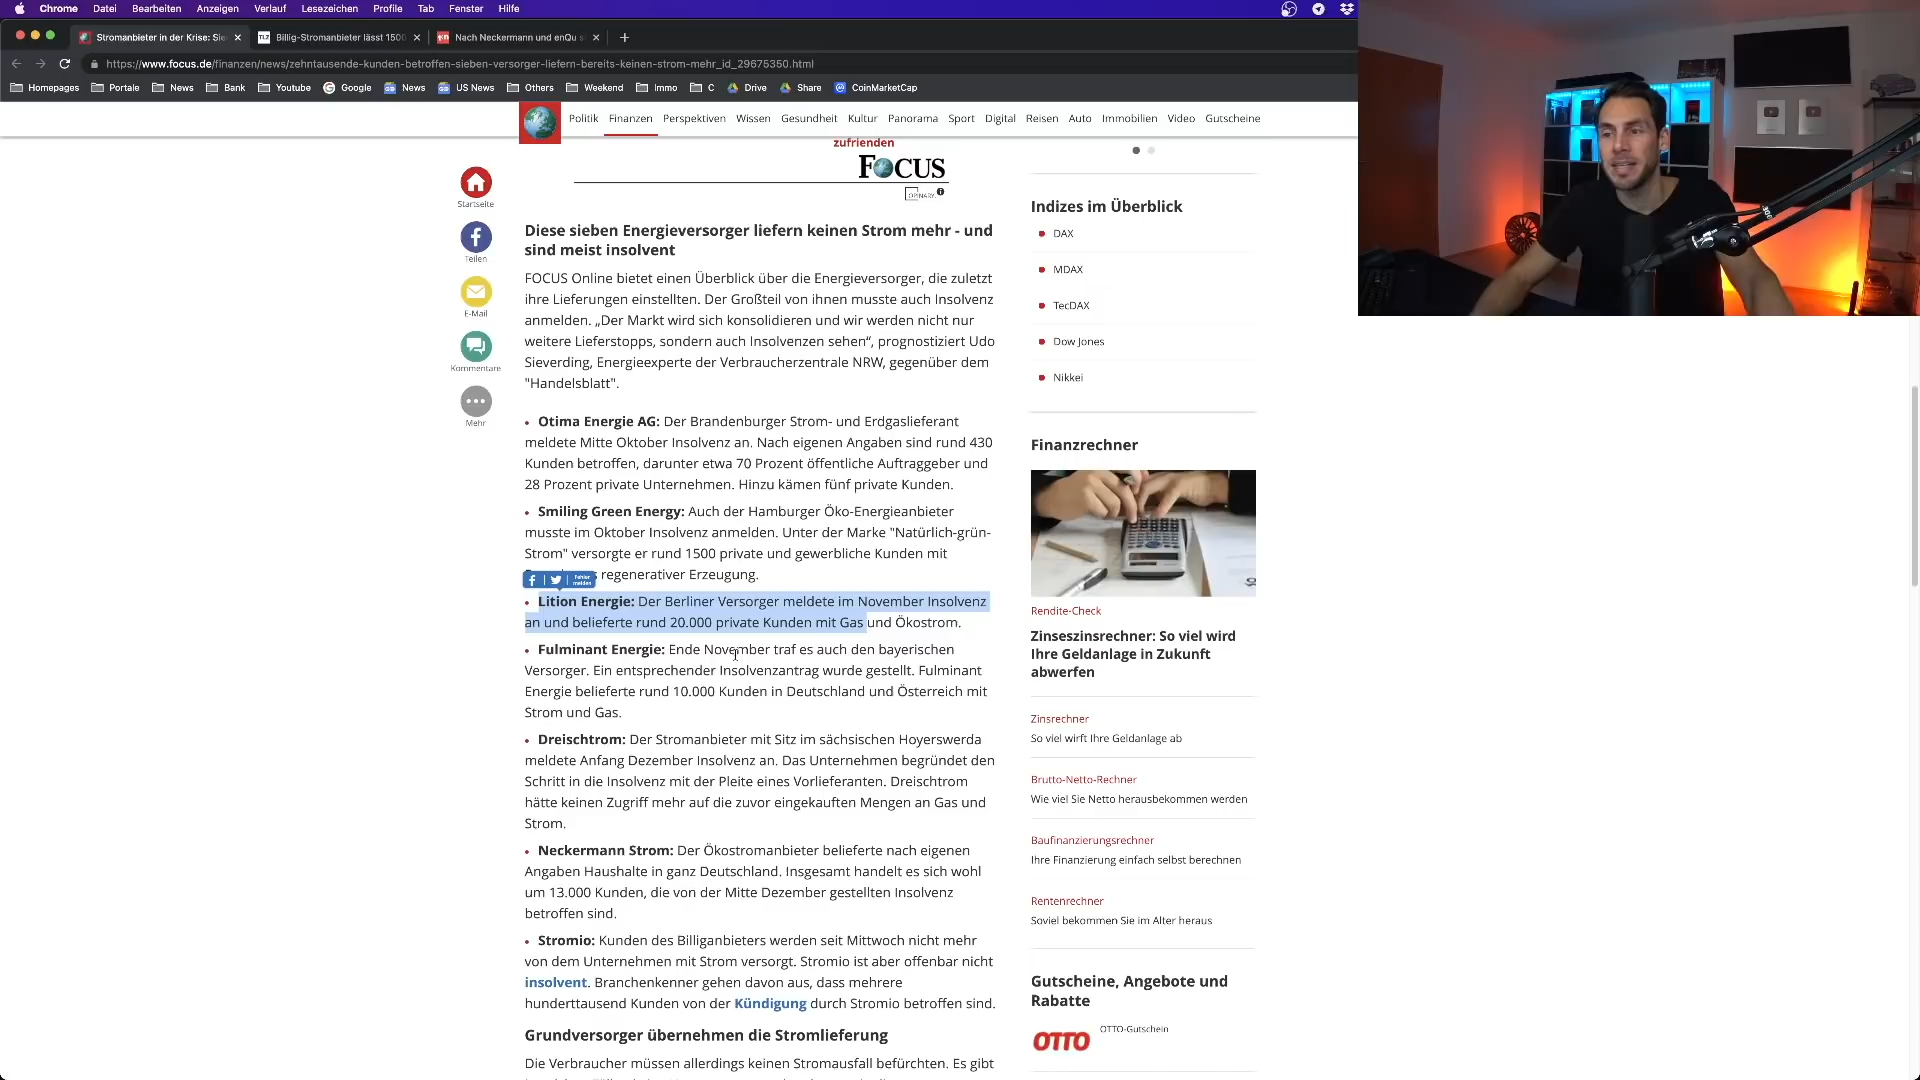 Chrome Datei Bearbeiten Anzeigen Verlauf Lesezeichen Profile Tab Fenster Hilfe
Stromanbieter in der Krise: Sie
Billig-Stromanbieter lässt 150
Nach Neckermann und enQu s
https://www.focus.de/finanzen/news/zehntausende-kunden-betroffen-sieben-versorger-liefern-bereits-keinen-strom-mehr_id_29675350.html
Homepages Portale News Bank Youtube Google News US News Others Weekend Immo C Drive Share CoinMarketCap
Politik Finanzen Perspektiven Wissen Gesundheit Kultur Panorama Sport Digital Reisen Auto Immobilien Video Gutscheine
zufrienden
FOCUS
OPINARY.
Startseite
Teilen
E-Mail
Kommentare
Mehr
Diese sieben Energieversorger liefern keinen Strom mehr - und
sind meist insolvent
FOCUS Online bietet einen Überblick über die Energieversorger, die zuletzt
ihre Lieferungen einstellten. Der Großteil von ihnen musste auch Insolvenz
anmelden. „Der Markt wird sich konsolidieren und wir werden nicht nur
weitere Lieferstopps, sondern auch Insolvenzen sehen“, prognostiziert Udo
Sieverding, Energieexperte der Verbraucherzentrale NRW, gegenüber dem
"Handelsblatt".
• Otima Energie AG: Der Brandenburger Strom- und Erdgaslieferant
meldete Mitte Oktober Insolvenz an. Nach eigenen Angaben sind rund 430
Kunden betroffen, darunter etwa 70 Prozent öffentliche Auftraggeber und
28 Prozent private Unternehmen. Hinzu kämen fünf private Kunden.
• Smiling Green Energy: Auch der Hamburger Öko-Energieanbieter
musste im Oktober Insolvenz anmelden. Unter der Marke "Natürlich-grün-
Strom" versorgte er rund 1500 private und gewerbliche Kunden mit
regenerativer Erzeugung.
Fehler
melden
• Lition Energie: Der Berliner Versorger meldete im November Insolvenz
an und belieferte rund 20.000 private Kunden mit Gas und Ökostrom.
• Fulminant Energie: Ende November traf es auch den bayerischen
Versorger. Ein entsprechender Insolvenzantrag wurde gestellt. Fulminant
Energie belieferte rund 10.000 Kunden in Deutschland und Österreich mit
Strom und Gas.
• Dreischtrom: Der Stromanbieter mit Sitz im sächsischen Hoyerswerda
meldete Anfang Dezember Insolvenz an. Das Unternehmen begründet den
Schritt in die Insolvenz mit der Pleite eines Vorlieferanten. Dreischtrom
hätte keinen Zugriff mehr auf die zuvor eingekauften Mengen an Gas und
Strom.
• Neckermann Strom: Der Ökostromanbieter belieferte nach eigenen
Angaben Haushalte in ganz Deutschland. Insgesamt handelt es sich wohl
um 13.000 Kunden, die von der Mitte Dezember gestellten Insolvenz
betroffen sind.
• Stromio: Kunden des Billiganbieters werden seit Mittwoch nicht mehr
von dem Unternehmen mit Strom versorgt. Stromio ist aber offenbar nicht
insolvent. Branchenkenner gehen davon aus, dass mehrere
hunderttausend Kunden von der Kündigung durch Stromio betroffen sind.
Grundversorger übernehmen die Stromlieferung
Die Verbraucher müssen allerdings keinen Stromausfall befürchten. Es gibt
Indizes im Überblick
DAX
MDAX
TecDAX
Dow Jones
Nikkei
Finanzrechner
Rendite-Check
Zinseszinsrechner: So viel wird
Ihre Geldanlage in Zukunft
abwerfen
Zinsrechner
So viel wirft Ihre Geldanlage ab
Brutto-Netto-Rechner
Wie viel Sie Netto herausbekommen werden
Baufinanzierungsrechner
Ihre Finanzierung einfach selbst berechnen
Rentenrechner
Soviel bekommen Sie im Alter heraus
Gutscheine, Angebote und
Rabatte
OTTO
OTTO-Gutschein